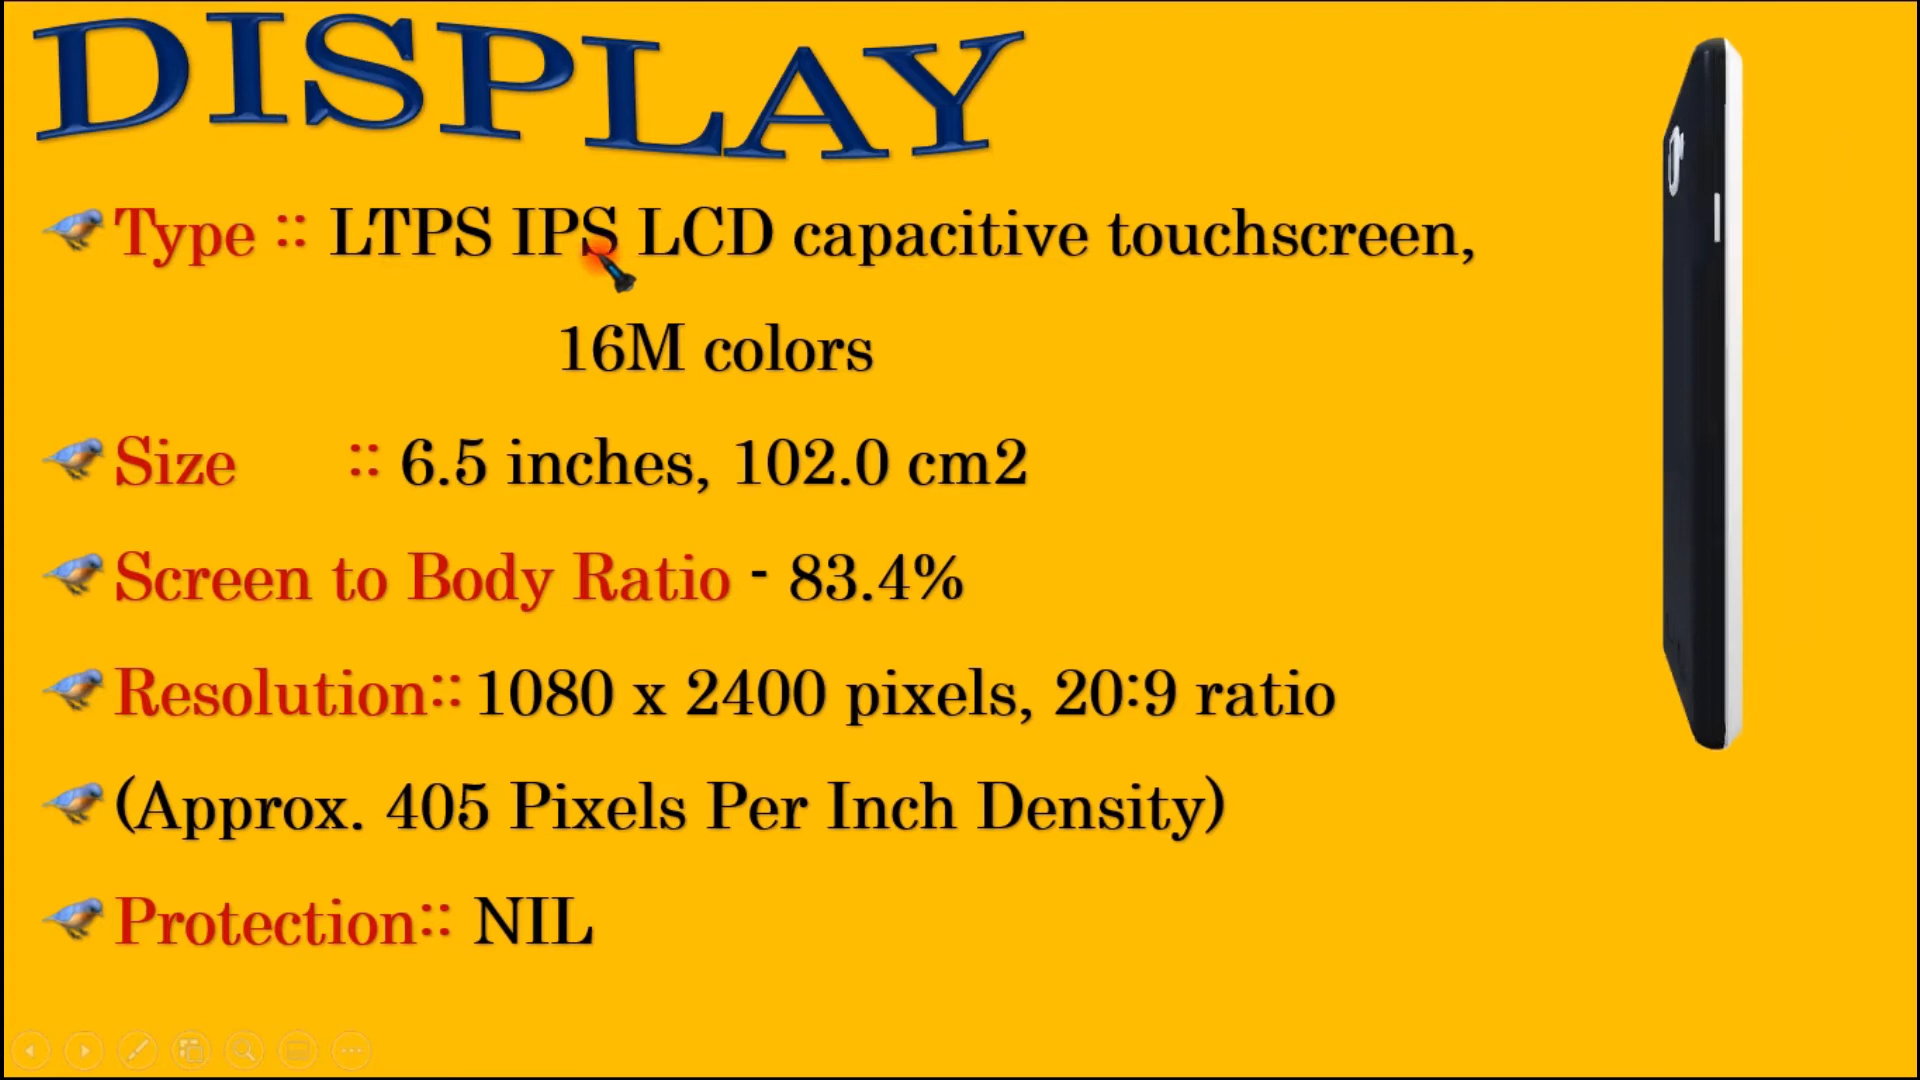 DISPLAY
Type :: LTPS IPS LCD capacitive touchscreen,
16M colors
Size :: 6.5 inches, 102.0 cm2
Screen to Body Ratio - 83.4%
Resolution:: 1080 x 2400 pixels, 20:9 ratio
(Approx. 405 Pixels Per Inch Density)
Protection:: NIL